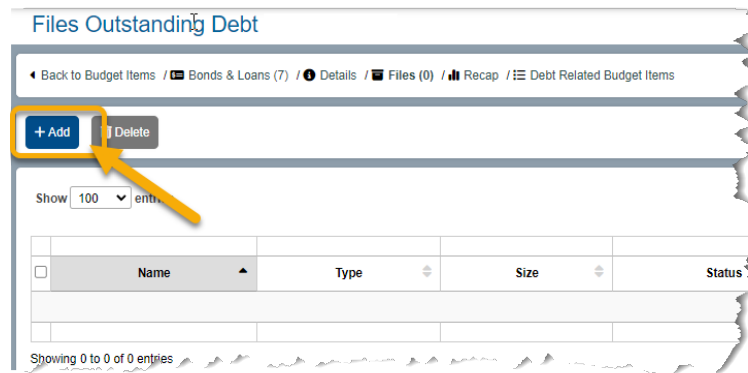 Files Outstanding Debt
Back to Budget Items / Bonds & Loans (7) / Details / Files (0) / Recap / Debt Related Budget Items
+ Add Delete
Show 100
Name Type Size Status
Showing 0 to 0 of 0 entries